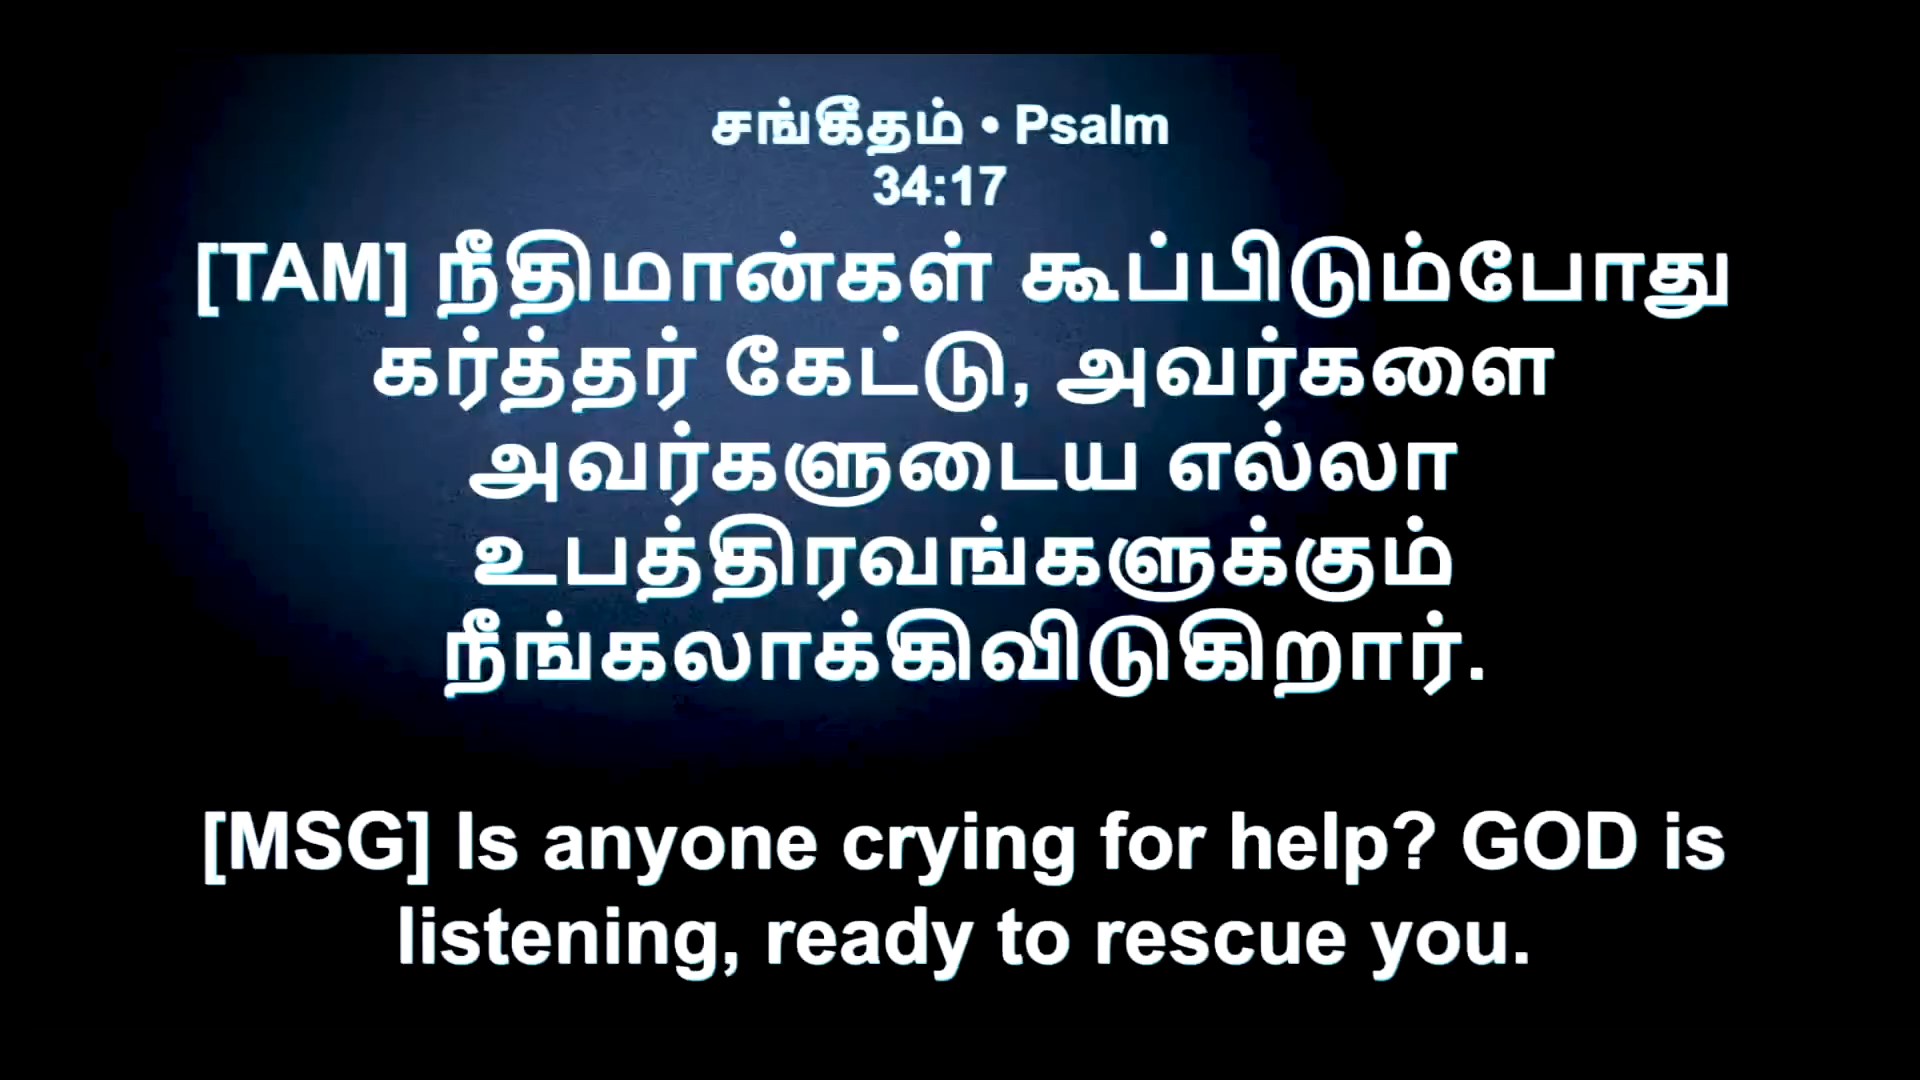 சங்கீதம் • Psalm
34:17
[TAM] நீதிமான்கள் கூப்பிடும்போது
கர்த்தர் கேட்டு, அவர்களை
அவர்களுடைய எல்லா
உபத்திரவங்களுக்கும்
நீங்கலாக்கிவிடுகிறார்.
[MSG] Is anyone crying for help? GOD is
listening, ready to rescue you.